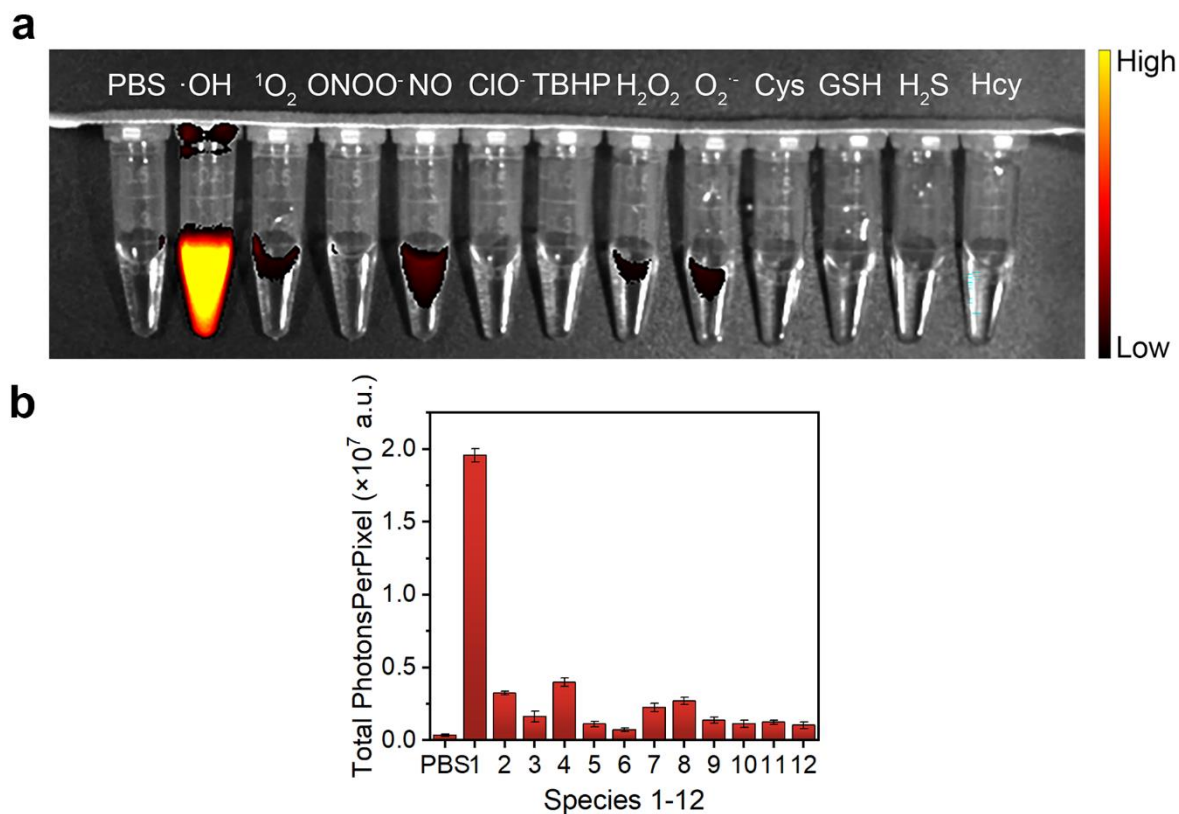 a
PBS ·OH ¹O₂ ONOO⁻ NO ClO⁻ TBHP H₂O₂ O₂·⁻ Cys GSH H₂S Hcy
High
Low
b
Total PhotonsPerPixel (×10⁷ a.u.)
2.0
1.5
1.0
0.5
0.0
PBS 1 2 3 4 5 6 7 8 9 10 11 12
Species 1-12